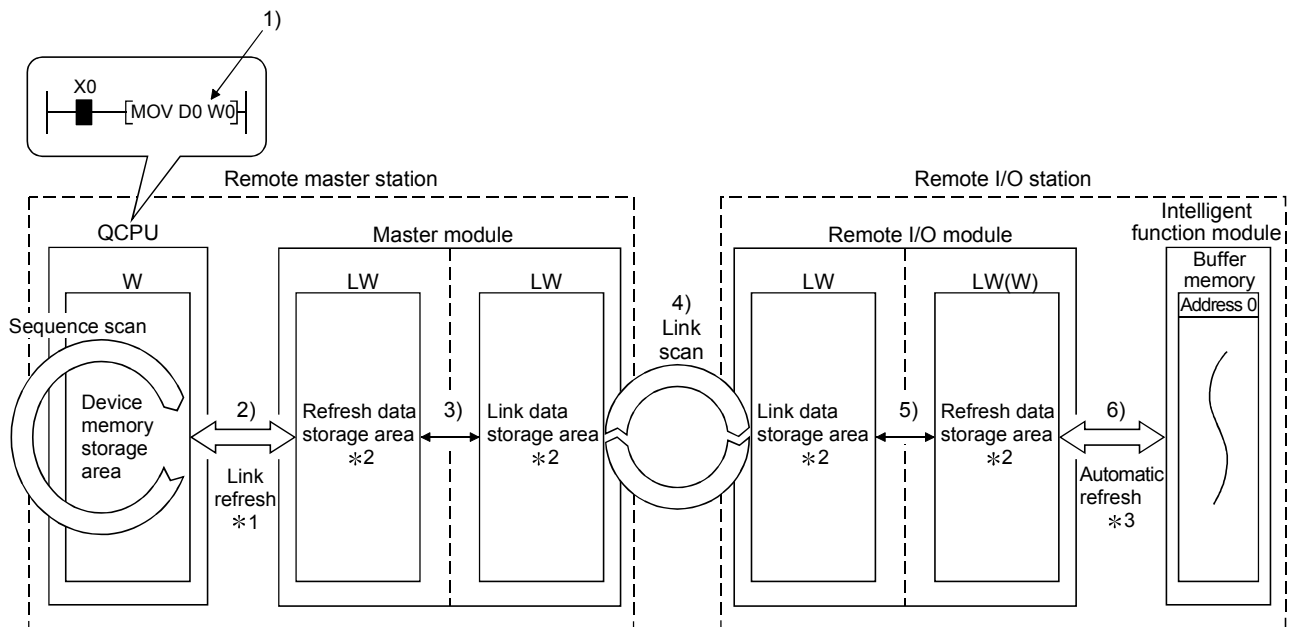 1)
X0
MOV D0 W0
Remote master station
Remote I/O station
QCPU
Master module
Remote I/O module
Intelligent
function module
W
LW
LW
LW
LW(W)
Buffer
memory
Address 0
Sequence scan
Device
memory
storage
area
2)
Link
refresh
*1
Refresh data
storage area
*2
3)
Link data
storage area
*2
4)
Link
scan
Link data
storage area
*2
5)
Refresh data
storage area
*2
6)
Automatic
refresh
*3